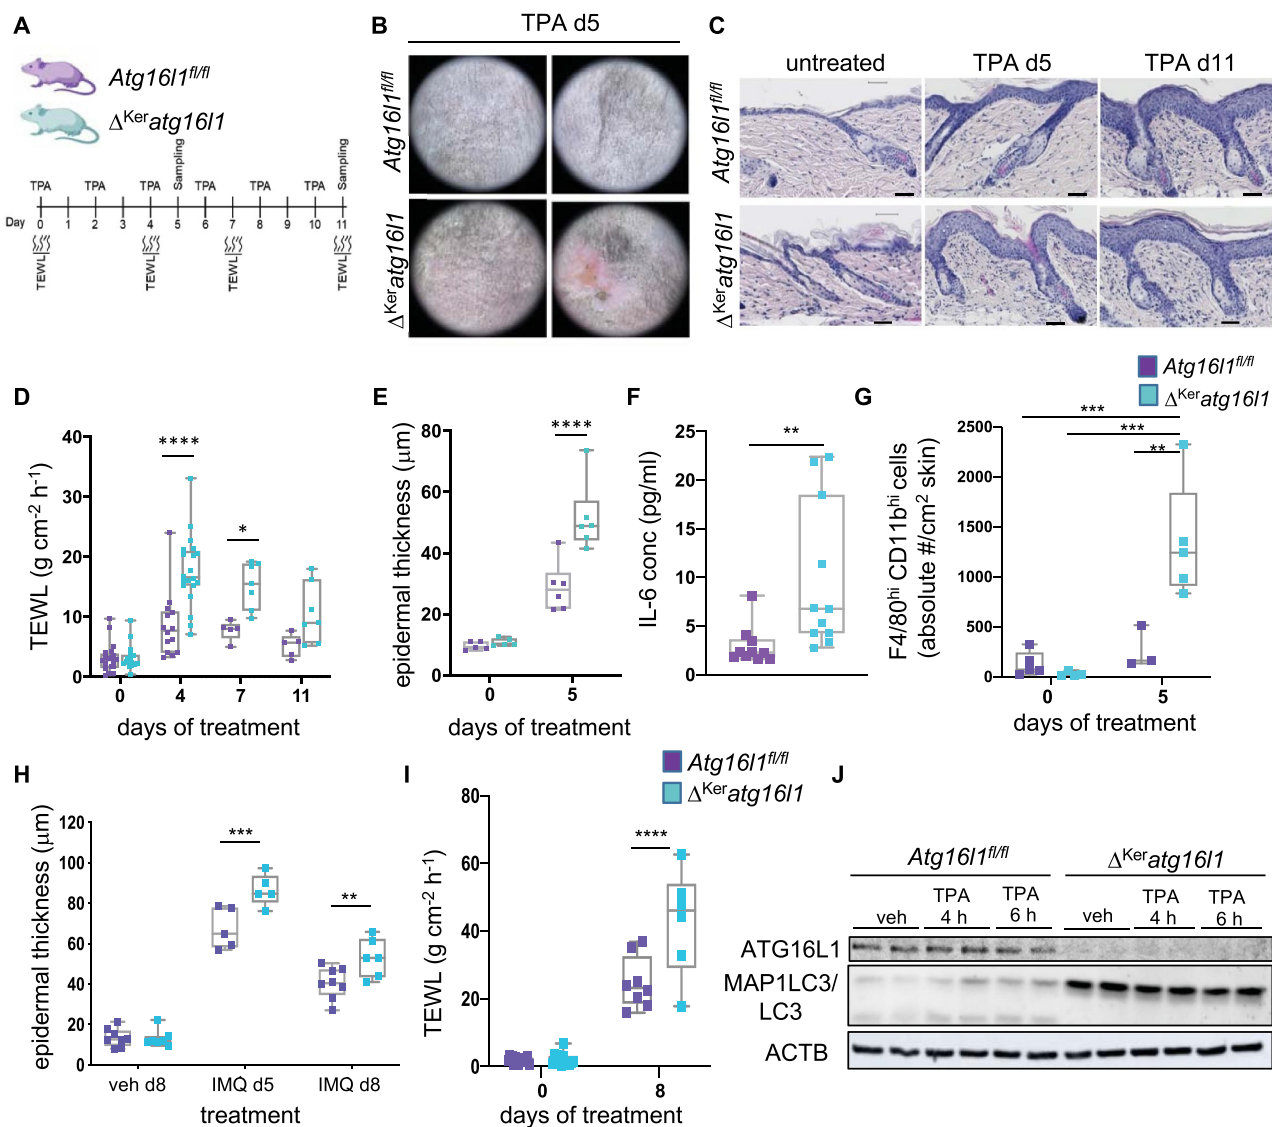 A
Atg16l1fl/fl
ΔKeratg16l1
TPA TPA TPA Sampling TPA TPA TPA Sampling
Day 0 1 2 3 4 5 6 7 8 9 10 11
TEWL TEWL TEWL TEWL
B
TPA d5
Atg16l1fl/fl
ΔKeratg16l1
C
untreated TPA d5 TPA d11
Atg16l1fl/fl
ΔKeratg16l1
D
TEWL (g cm-2 h-1)
40
30
20
10
0
****
*
0 4 7 11
days of treatment
E
epidermal thickness (μm)
80
60
40
20
0
****
0 5
days of treatment
F
IL-6 conc (pg/ml)
25
20
15
10
5
0
**
G
Atg16l1fl/fl
ΔKeratg16l1
F4/80hi CD11bhi cells
(absolute #/cm2 skin)
2500
2000
1500
1000
500
0
***
***
**
0 5
days of treatment
H
epidermal thickness (μm)
120
100
80
60
40
20
0
***
**
veh d8 IMQ d5 IMQ d8
treatment
I
Atg16l1fl/fl
ΔKeratg16l1
TEWL (g cm-2 h-1)
80
60
40
20
0
****
0 8
days of treatment
J
Atg16l1fl/fl ΔKeratg16l1
veh TPA 4 h TPA 6 h veh TPA 4 h TPA 6 h
ATG16L1
MAP1LC3/
LC3
ACTB